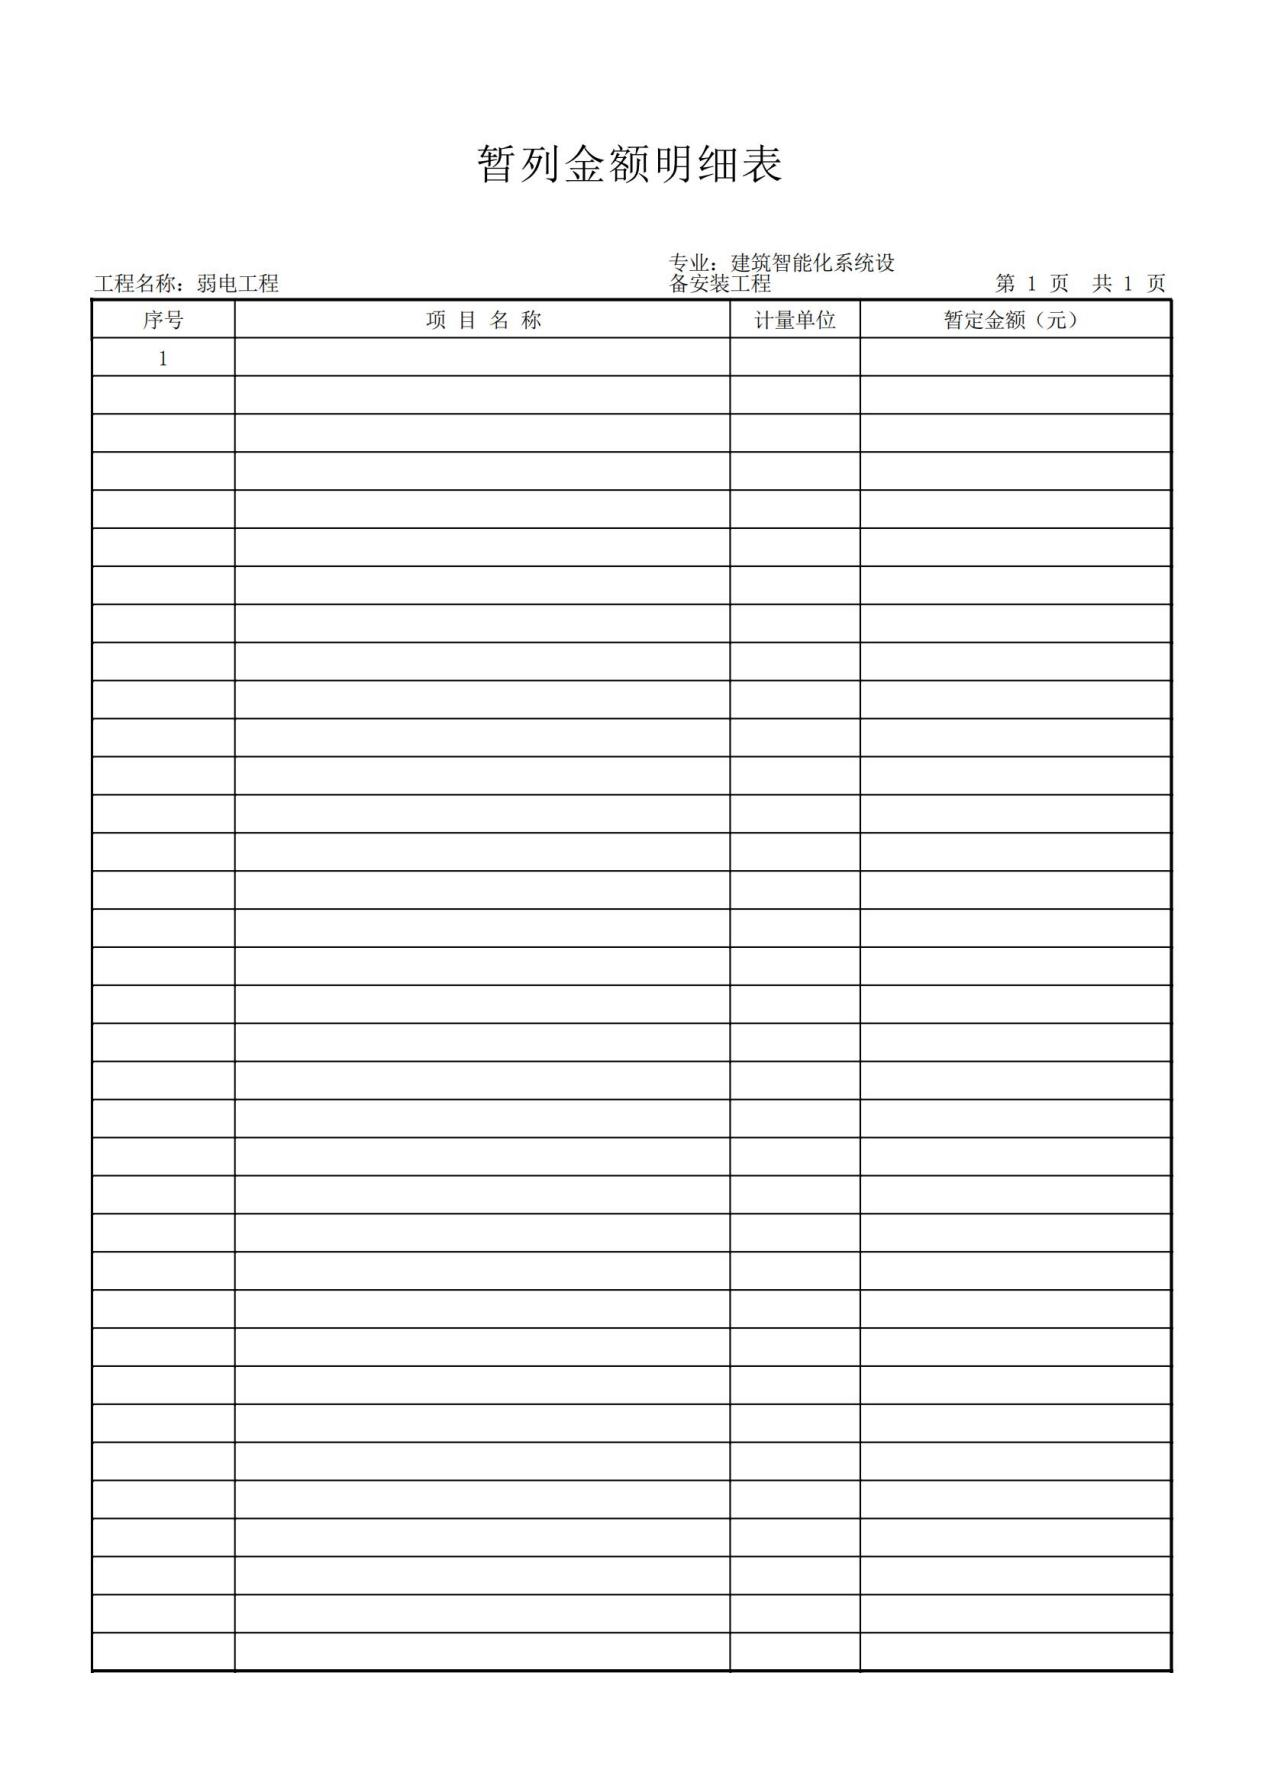 暂列金额明细表
专业：建筑智能化系统设
工程名称：弱电工程 备安装工程 第 1 页 共 1 页
序号 项 目 名 称 计量单位 暂定金额（元）
1